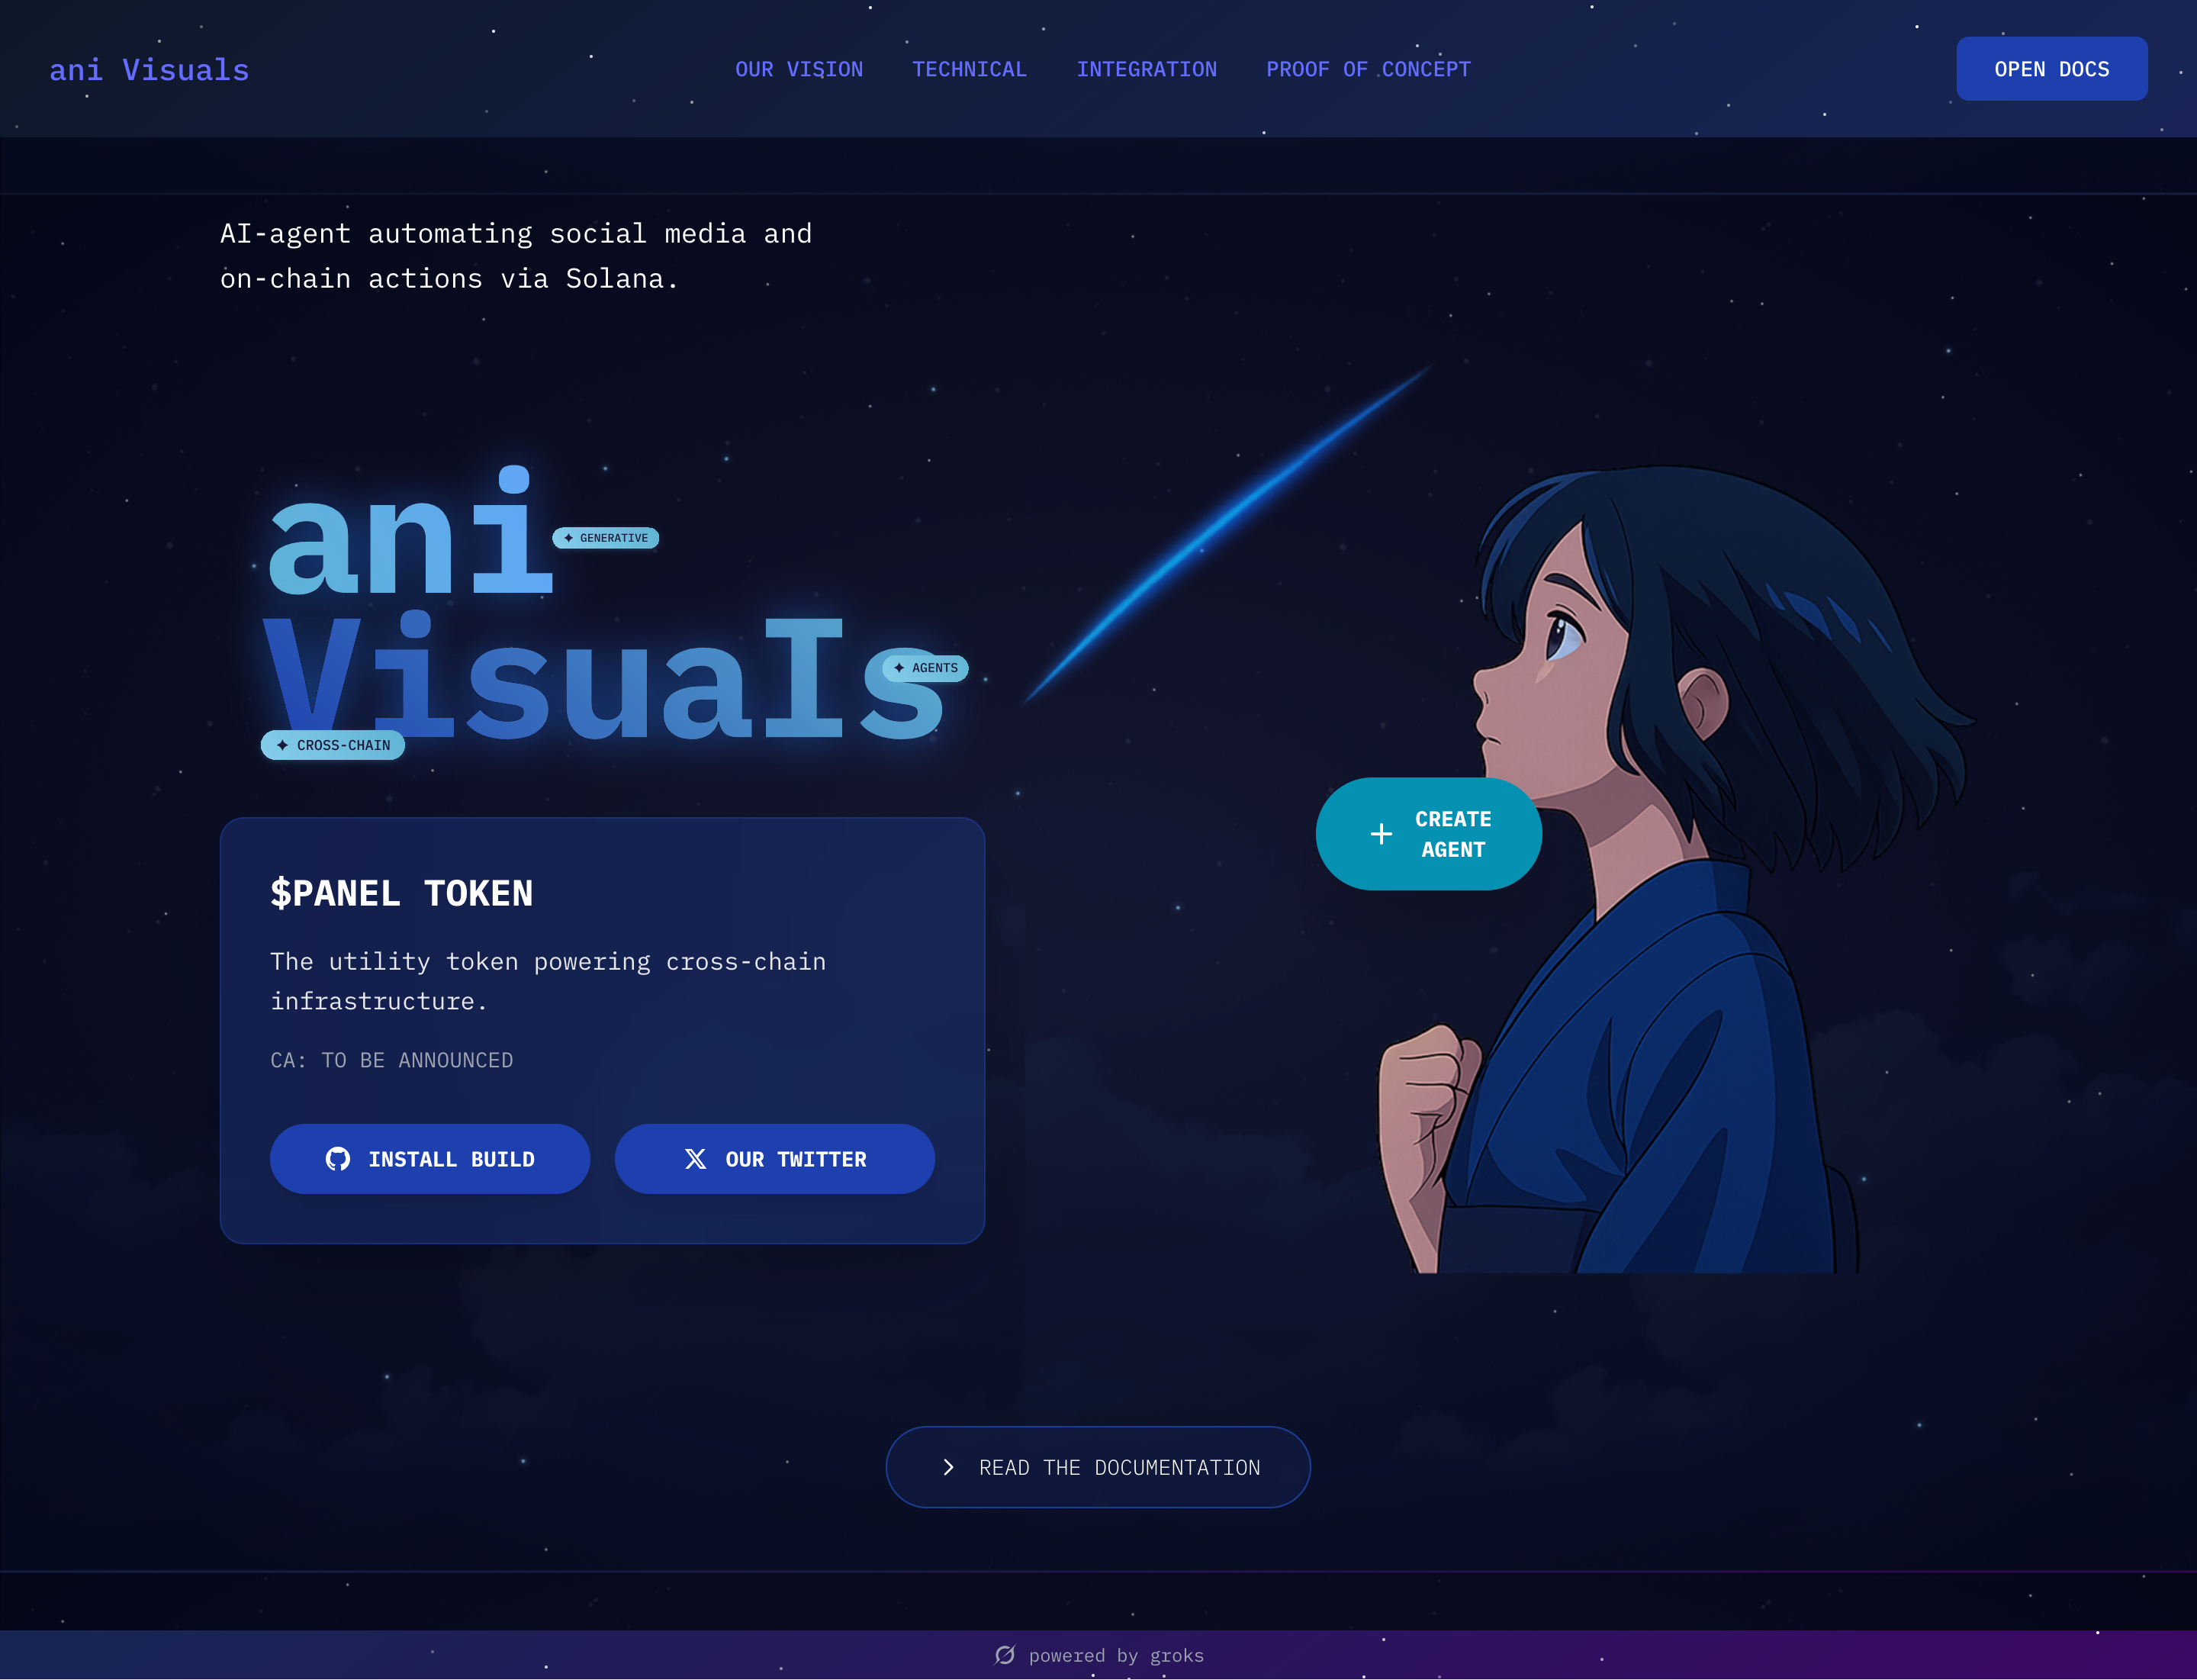 ani Visuals
OUR VISION TECHNICAL INTEGRATION PROOF OF CONCEPT
OPEN DOCS
AI-agent automating social media and
on-chain actions via Solana.
ani
GENERATIVE
VisuaIs
AGENTS
CROSS-CHAIN
CREATE
AGENT
$PANEL TOKEN
The utility token powering cross-chain
infrastructure.
CA: TO BE ANNOUNCED
INSTALL BUILD
OUR TWITTER
READ THE DOCUMENTATION
powered by groks